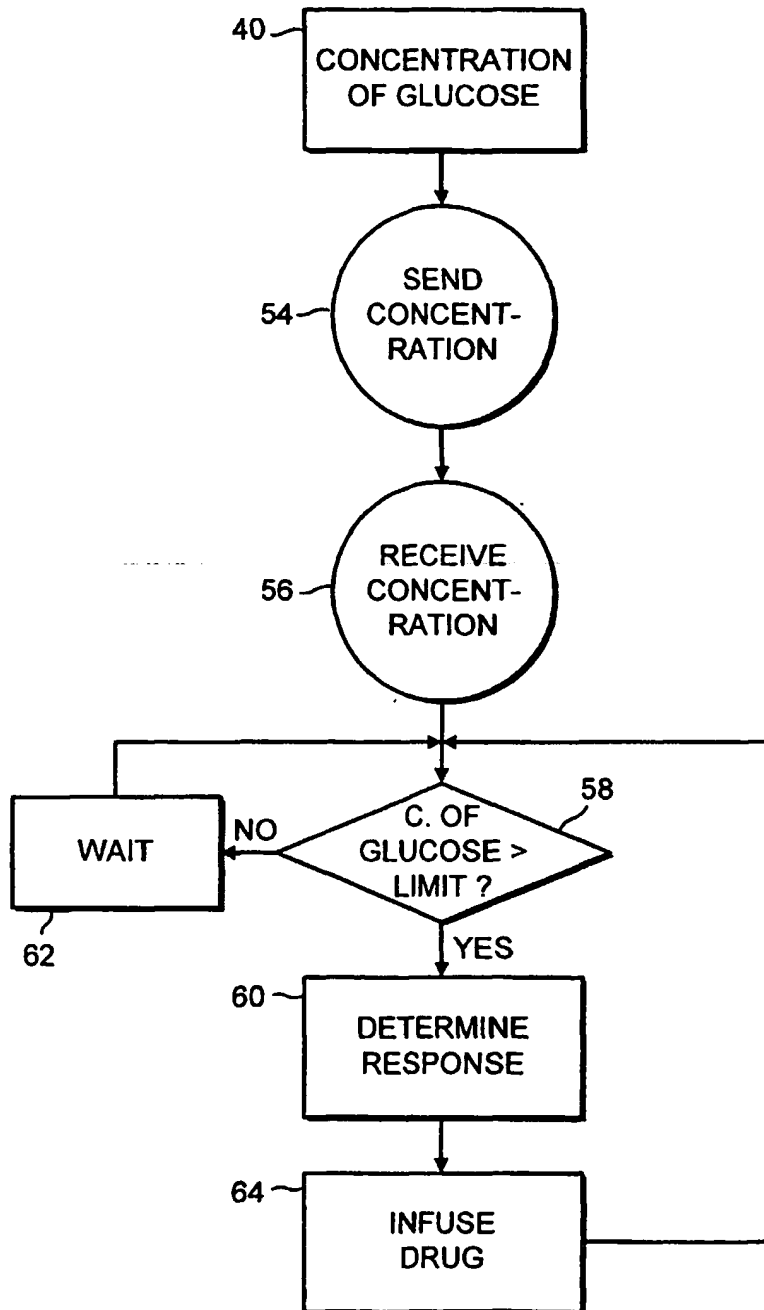 40
CONCENTRATION
OF GLUCOSE
54
SEND
CONCENT-
RATION
56
RECEIVE
CONCENT-
RATION
58
C. OF
GLUCOSE >
LIMIT ?
NO
WAIT
62
YES
60
DETERMINE
RESPONSE
64
INFUSE
DRUG